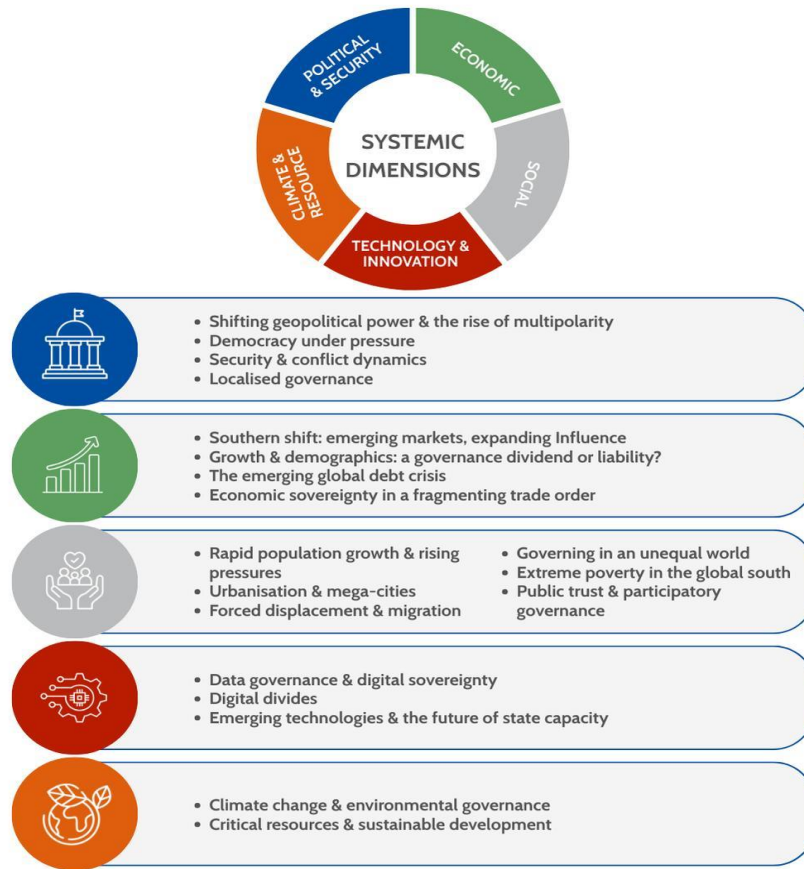 POLITICAL
& SECURITY
ECONOMIC
SOCIAL
TECHNOLOGY &
INNOVATION
CLIMATE &
RESOURCE
SYSTEMIC
DIMENSIONS
• Shifting geopolitical power & the rise of multipolarity
• Democracy under pressure
• Security & conflict dynamics
• Localised governance
• Southern shift: emerging markets, expanding Influence
• Growth & demographics: a governance dividend or liability?
• The emerging global debt crisis
• Economic sovereignty in a fragmenting trade order
• Rapid population growth & rising
pressures
• Urbanisation & mega-cities
• Forced displacement & migration
• Governing in an unequal world
• Extreme poverty in the global south
• Public trust & participatory
governance
• Data governance & digital sovereignty
• Digital divides
• Emerging technologies & the future of state capacity
• Climate change & environmental governance
• Critical resources & sustainable development